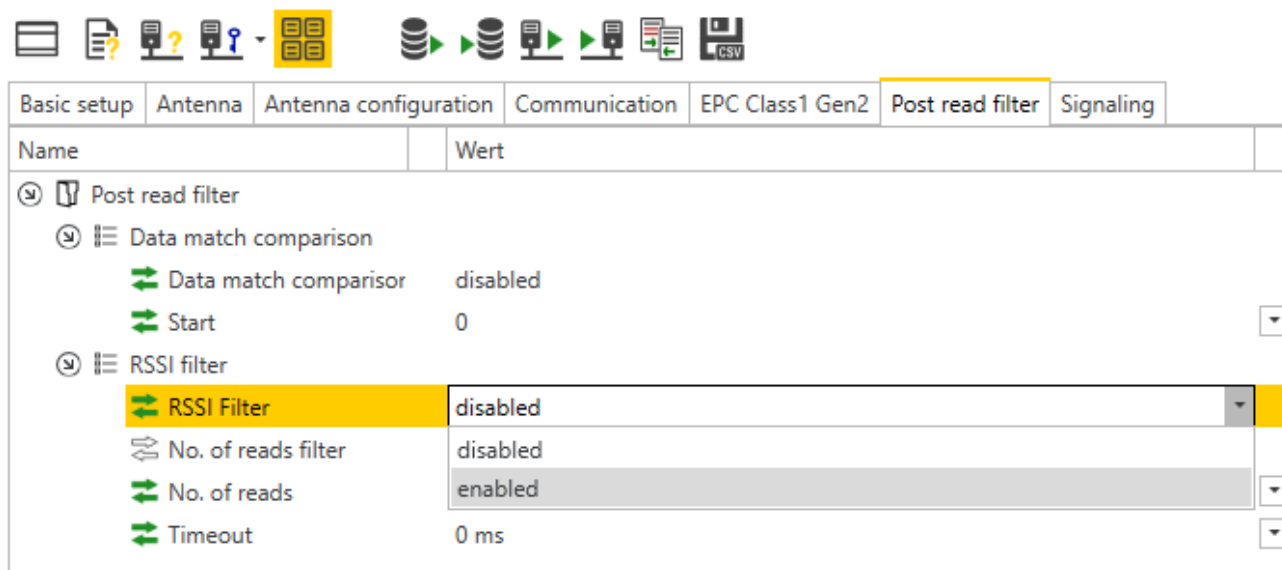 ? ? CSV
Basic setup Antenna Antenna configuration Communication EPC Class1 Gen2 Post read filter Signaling
Name Wert
Post read filter
Data match comparison
Data match comparisor disabled
Start 0
RSSI filter
RSSI Filter disabled
No. of reads filter disabled
No. of reads enabled
Timeout 0 ms